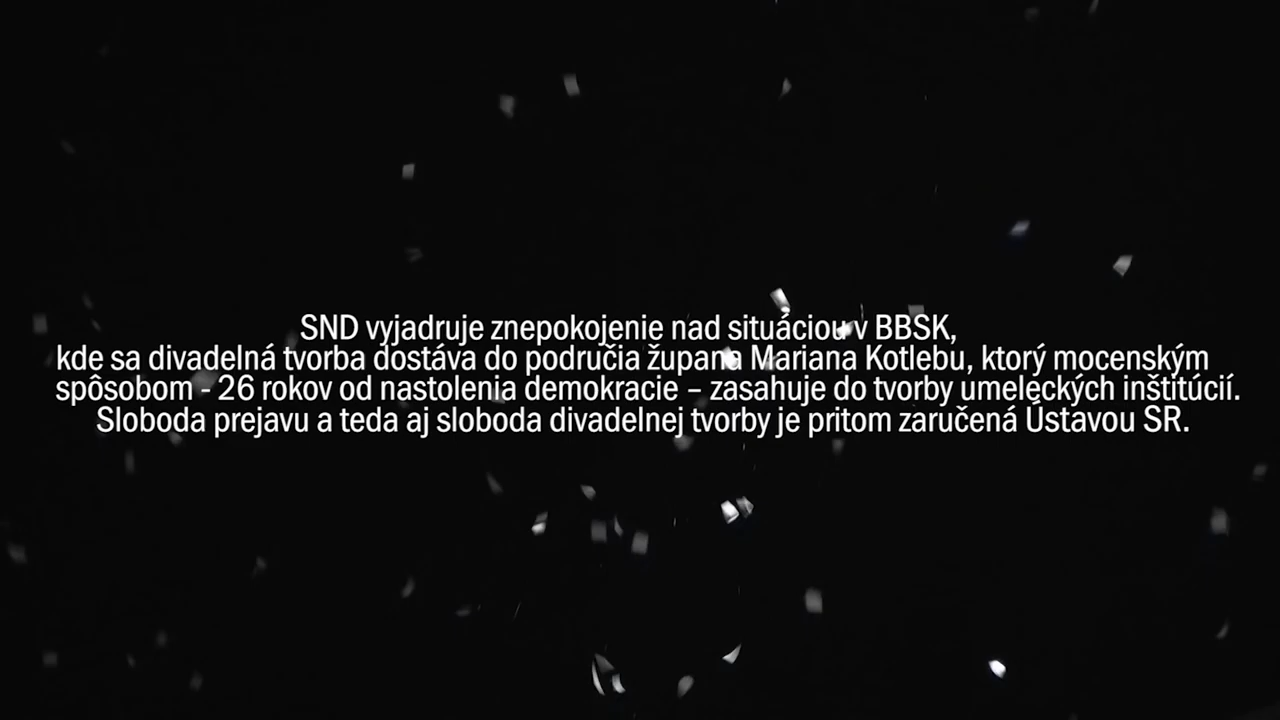 SND vyjadruje znepokojenie nad situáciou v BBSK,
kde sa divadelná tvorba dostáva do područia župana Mariana Kotlebu, ktorý mocenským
spôsobom - 26 rokov od nastolenia demokracie – zasahuje do tvorby umeleckých inštitúcií.
Sloboda prejavu a teda aj sloboda divadelnej tvorby je pritom zaručená Ústavou SR.